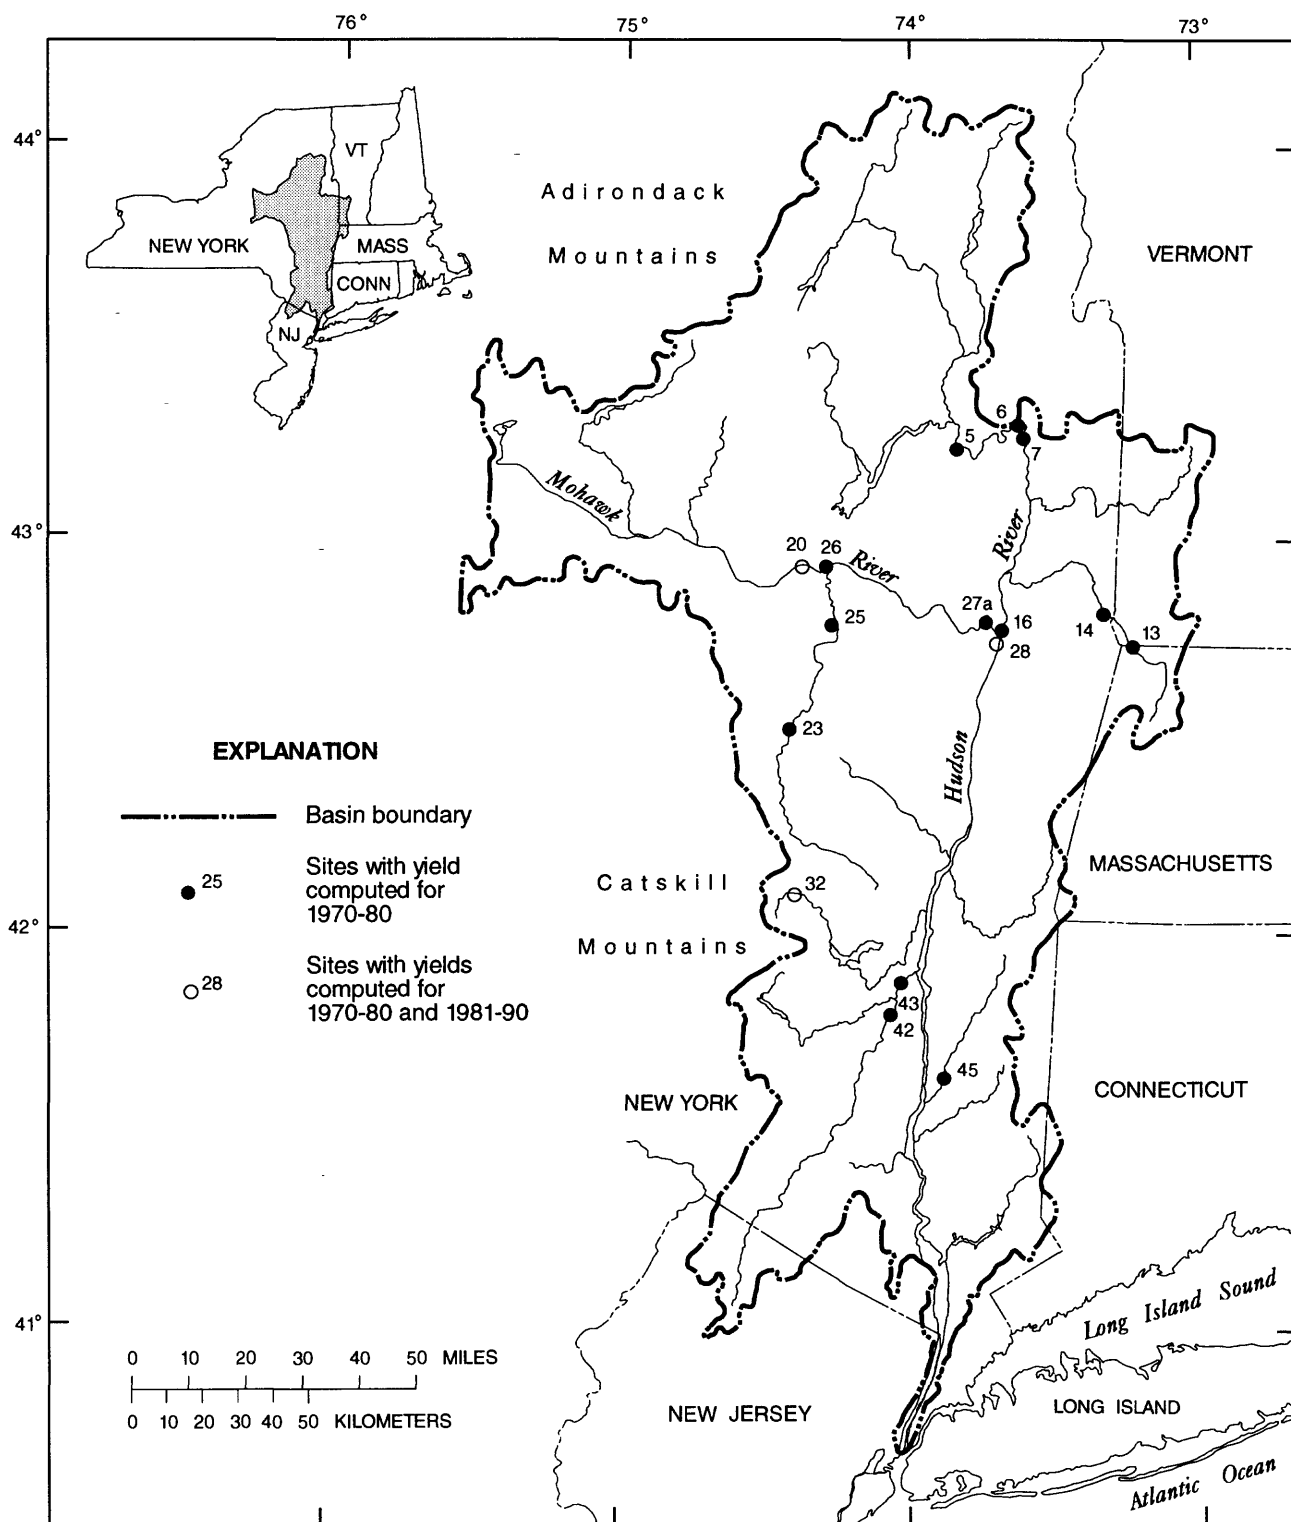 76°
75°
74°
73°
44°
VT
Adirondack
Mountains
NEW YORK
MASS
VERMONT
CONN
NJ
6
5
7
Mohawk
River
43°
20
26
River
27a
16
25
14
13
28
23
Hudson
EXPLANATION
Basin boundary
25
Sites with yield
computed for
1970-80
MASSACHUSETTS
Catskill
32
42°
Mountains
28
Sites with yields
computed for
1970-80 and 1981-90
43
42
45
NEW YORK
CONNECTICUT
Long Island Sound
41°
0 10 20 30 40 50 MILES
0 10 20 30 40 50 KILOMETERS
NEW JERSEY
LONG ISLAND
Atlantic Ocean